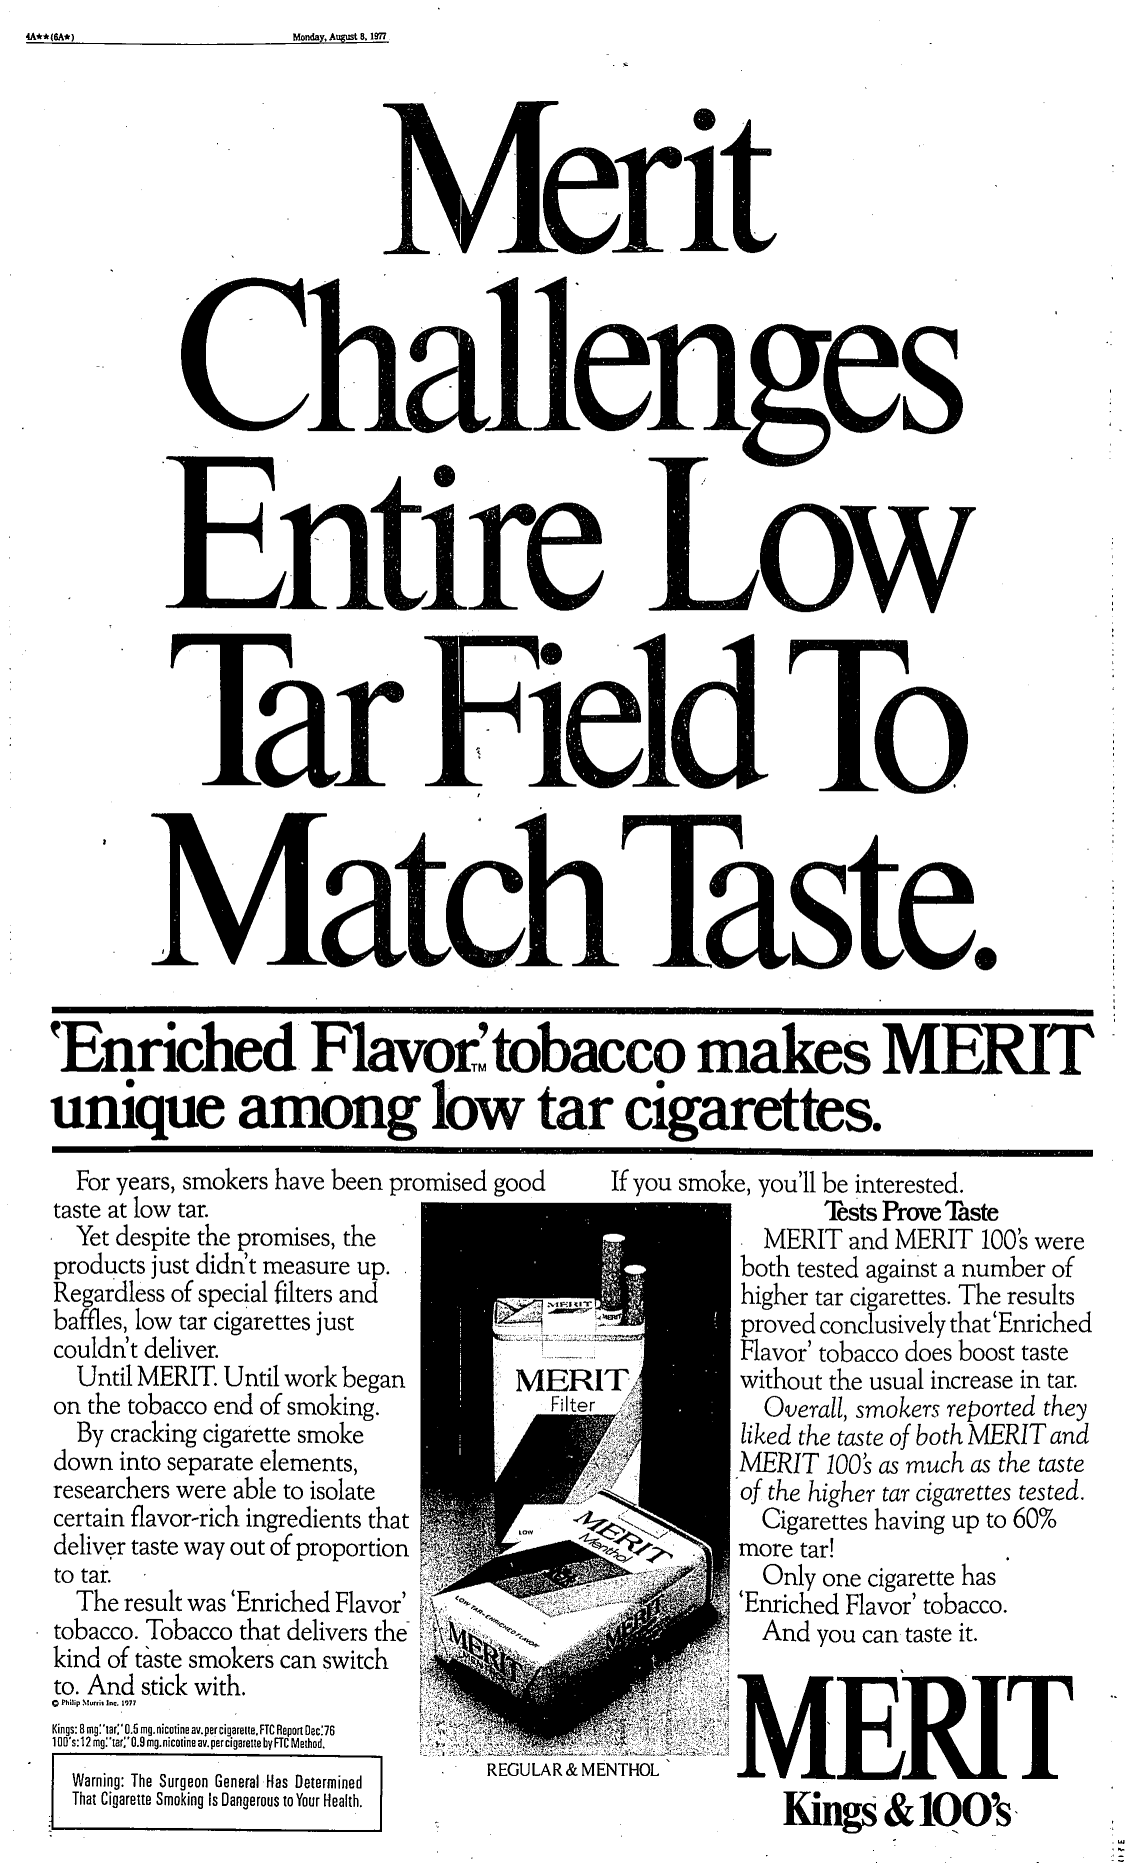 4A★★(6A★)
Monday, August 8, 1977
Merit
Challenges
Entire Low
Tar Field To
Match Taste.
‘Enriched Flavor,’™ tobacco makes MERIT
unique among low tar cigarettes.
For years, smokers have been promised good
taste at low tar.
Yet despite the promises, the
products just didn't measure up.
Regardless of special filters and
baffles, low tar cigarettes just
couldn't deliver.
Until MERIT. Until work began
on the tobacco end of smoking.
By cracking cigarette smoke
down into separate elements,
researchers were able to isolate
certain flavor-rich ingredients that
deliver taste way out of proportion
to tar.
The result was ‘Enriched Flavor’
tobacco. Tobacco that delivers the
kind of taste smokers can switch
to. And stick with.
© Philip Morris Inc. 1977
Kings: 8 mg. "tar," 0.5 mg. nicotine av. per cigarette, FTC Report Dec. '76
100's: 12 mg. "tar," 0.9 mg. nicotine av. per cigarette by FTC Method.
Warning: The Surgeon General Has Determined
That Cigarette Smoking Is Dangerous to Your Health.
MERIT
MERIT
MERIT
Filter
LOW
MERIT
Menthol
LOW TAR-ENRICHED FLAVOR
MERIT
MERIT
REGULAR & MENTHOL
If you smoke, you'll be interested.
Tests Prove Taste
MERIT and MERIT 100's were
both tested against a number of
higher tar cigarettes. The results
proved conclusively that ‘Enriched
Flavor’ tobacco does boost taste
without the usual increase in tar.
Overall, smokers reported they
liked the taste of both MERIT and
MERIT 100's as much as the taste
of the higher tar cigarettes tested.
Cigarettes having up to 60%
more tar!
Only one cigarette has
‘Enriched Flavor’ tobacco.
And you can taste it.
MERIT
Kings & 100's